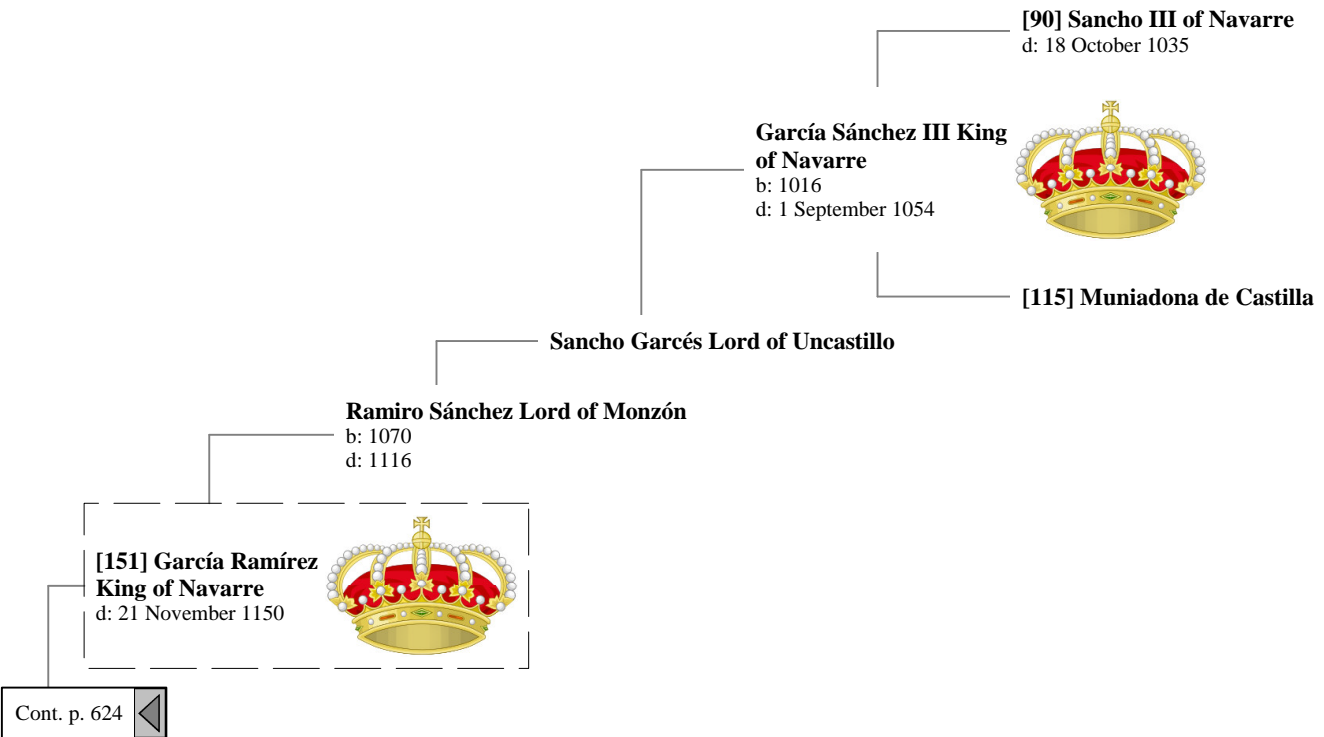 [90] Sancho III of Navarre
d: 18 October 1035
García Sánchez III King
of Navarre
b: 1016
d: 1 September 1054
[115] Muniadona de Castilla
Sancho Garcés Lord of Uncastillo
Ramiro Sánchez Lord of Monzón
b: 1070
d: 1116
[151] García Ramírez
King of Navarre
d: 21 November 1150
Cont. p. 624